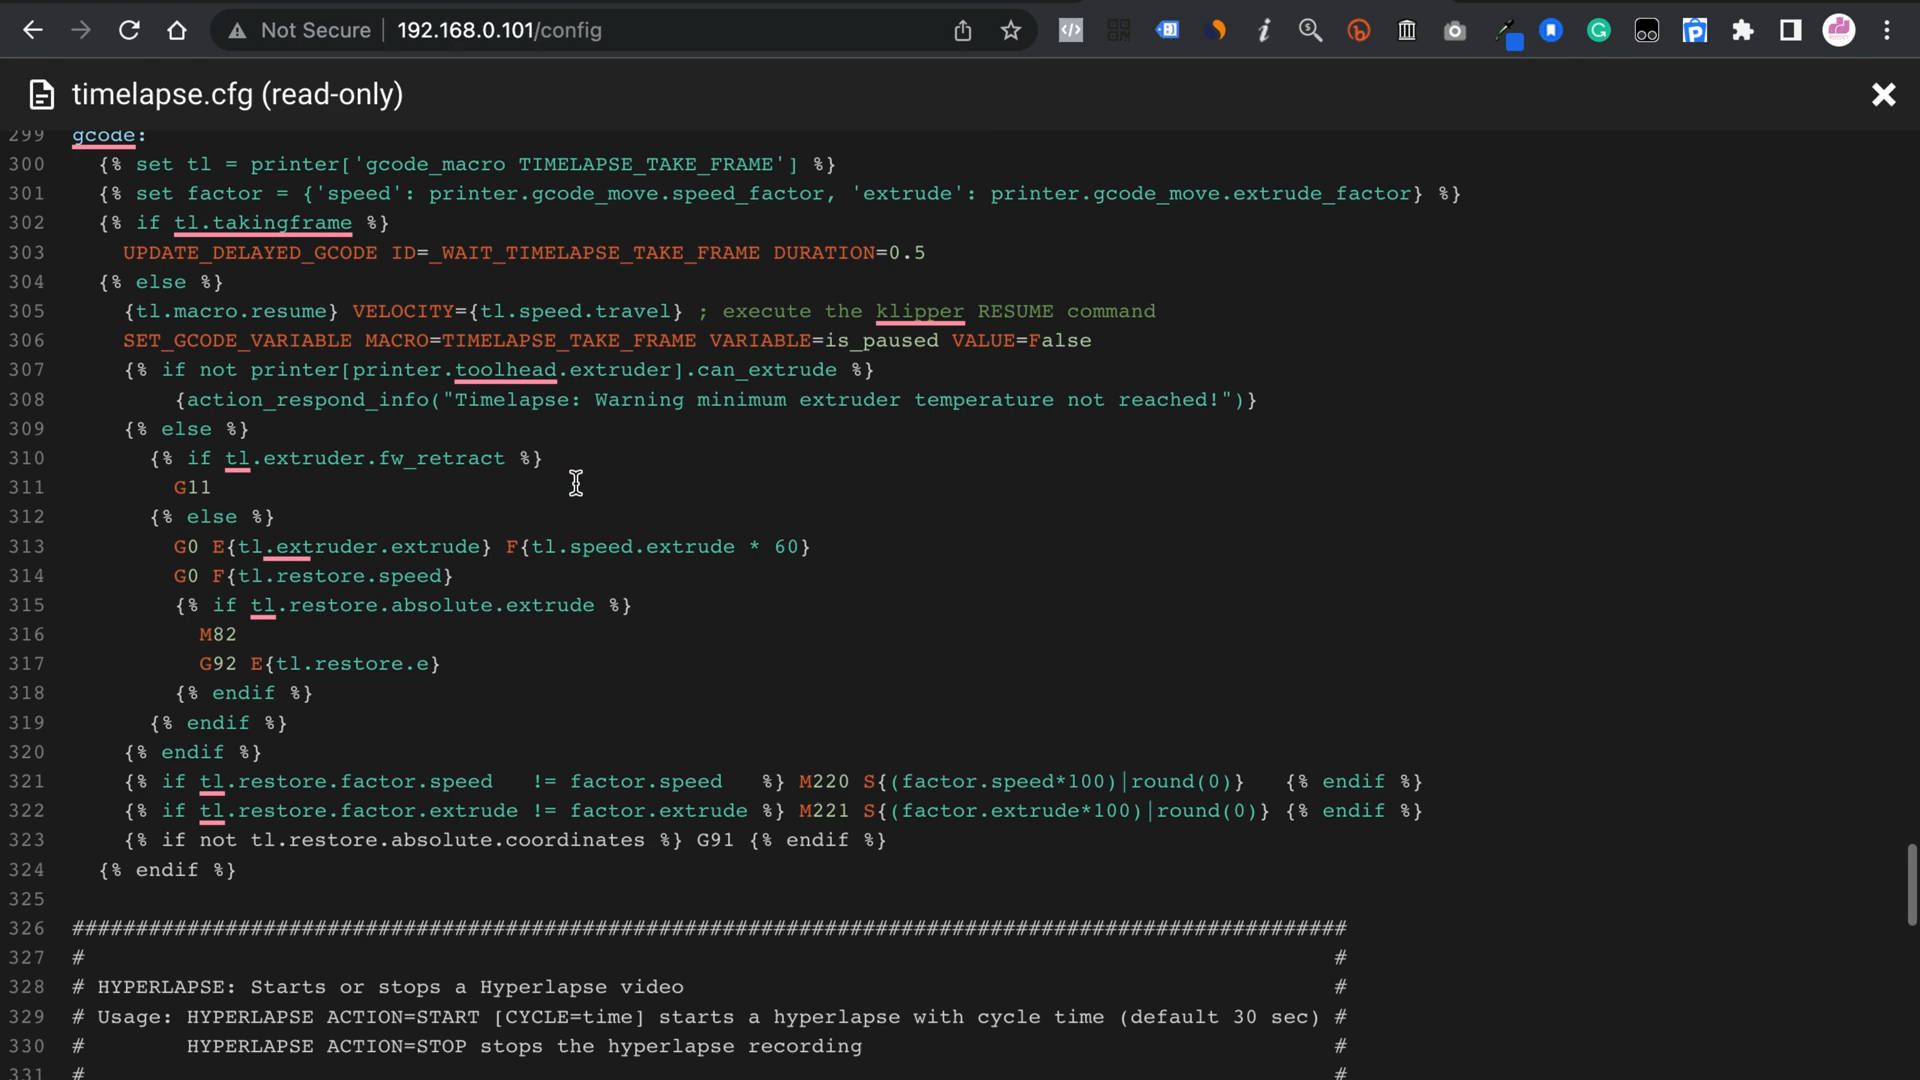 Not Secure 192.168.0.101/config
timelapse.cfg (read-only)
299 gcode:
300 {% set tl = printer['gcode_macro TIMELAPSE_TAKE_FRAME'] %}
301 {% set factor = {'speed': printer.gcode_move.speed_factor, 'extrude': printer.gcode_move.extrude_factor} %}
302 {% if tl.takingframe %}
303 UPDATE_DELAYED_GCODE ID=_WAIT_TIMELAPSE_TAKE_FRAME DURATION=0.5
304 {% else %}
305 {tl.macro.resume} VELOCITY={tl.speed.travel} ; execute the klipper RESUME command
306 SET_GCODE_VARIABLE MACRO=TIMELAPSE_TAKE_FRAME VARIABLE=is_paused VALUE=False
307 {% if not printer[printer.toolhead.extruder].can_extrude %}
308 {action_respond_info("Timelapse: Warning minimum extruder temperature not reached!")}
309 {% else %}
310 {% if tl.extruder.fw_retract %}
311 G11
312 {% else %}
313 G0 E{tl.extruder.extrude} F{tl.speed.extrude * 60}
314 G0 F{tl.restore.speed}
315 {% if tl.restore.absolute.extrude %}
316 M82
317 G92 E{tl.restore.e}
318 {% endif %}
319 {% endif %}
320 {% endif %}
321 {% if tl.restore.factor.speed   != factor.speed   %} M220 S{(factor.speed*100)|round(0)}   {% endif %}
322 {% if tl.restore.factor.extrude != factor.extrude %} M221 S{(factor.extrude*100)|round(0)} {% endif %}
323 {% if not tl.restore.absolute.coordinates %} G91 {% endif %}
324 {% endif %}
325
326 ####################################################################################################
327 # #
328 # HYPERLAPSE: Starts or stops a Hyperlapse video #
329 # Usage: HYPERLAPSE ACTION=START [CYCLE=time] starts a hyperlapse with cycle time (default 30 sec) #
330 # HYPERLAPSE ACTION=STOP stops the hyperlapse recording #
331 # #